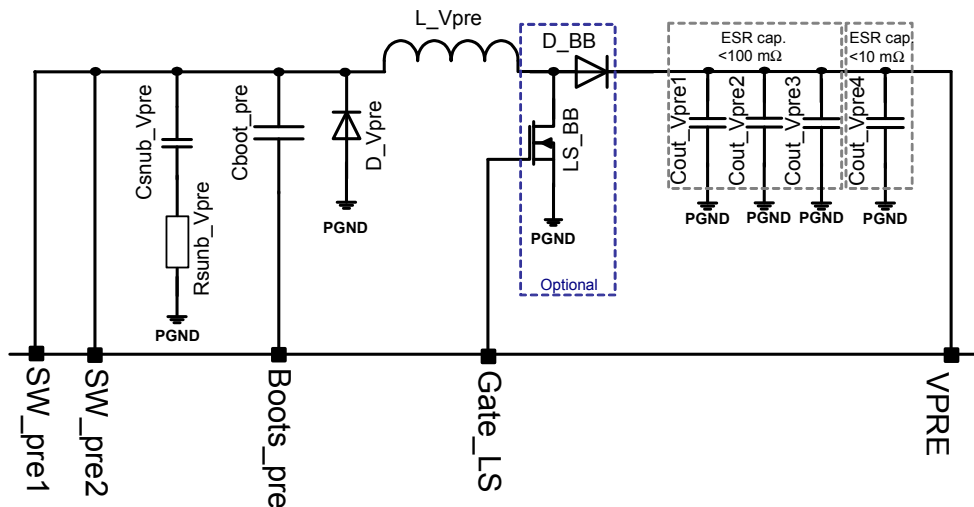 L_Vpre
D_BB
ESR cap.
<100 mΩ
ESR cap
<10 mΩ
Csnub_Vpre
Cboot_pre
D_Vpre
LS_BB
Cout_Vpre1
Cout_Vpre2
Cout_Vpre3
Cout_Vpre4
Rsunb_Vpre
PGND
PGND
PGND
PGND
PGND
PGND
PGND
Optional
SW_pre1
SW_pre2
Boots_pre
Gate_LS
VPRE